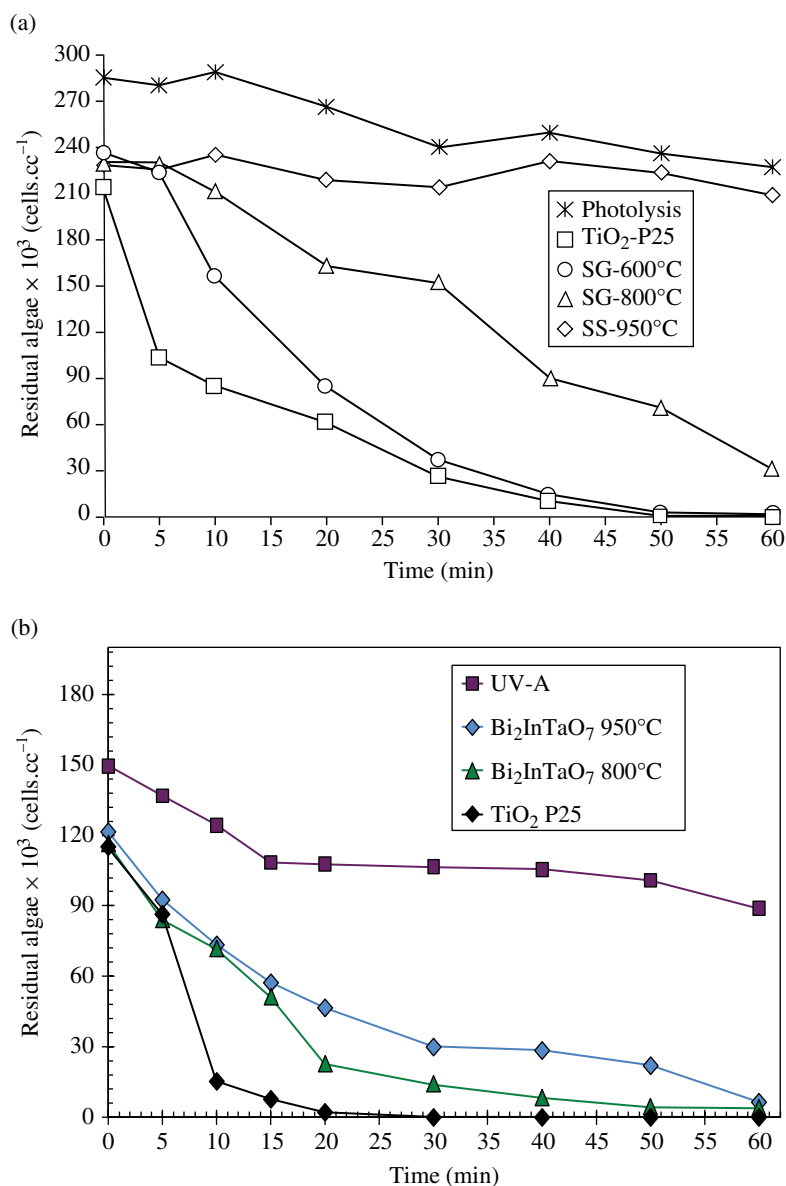 (a)
300
270
240
210
180
150
120
90
60
30
0
Residual algae × 10³ (cells.cc⁻¹)
Photolysis
TiO₂-P25
SG-600°C
SG-800°C
SS-950°C
0 5 10 15 20 25 30 35 40 45 50 55 60
Time (min)
(b)
180
150
120
90
60
30
0
Residual algae × 10³ (cells.cc⁻¹)
UV-A
Bi₂InTaO₇ 950°C
Bi₂InTaO₇ 800°C
TiO₂ P25
0 5 10 15 20 25 30 35 40 45 50 55 60
Time (min)